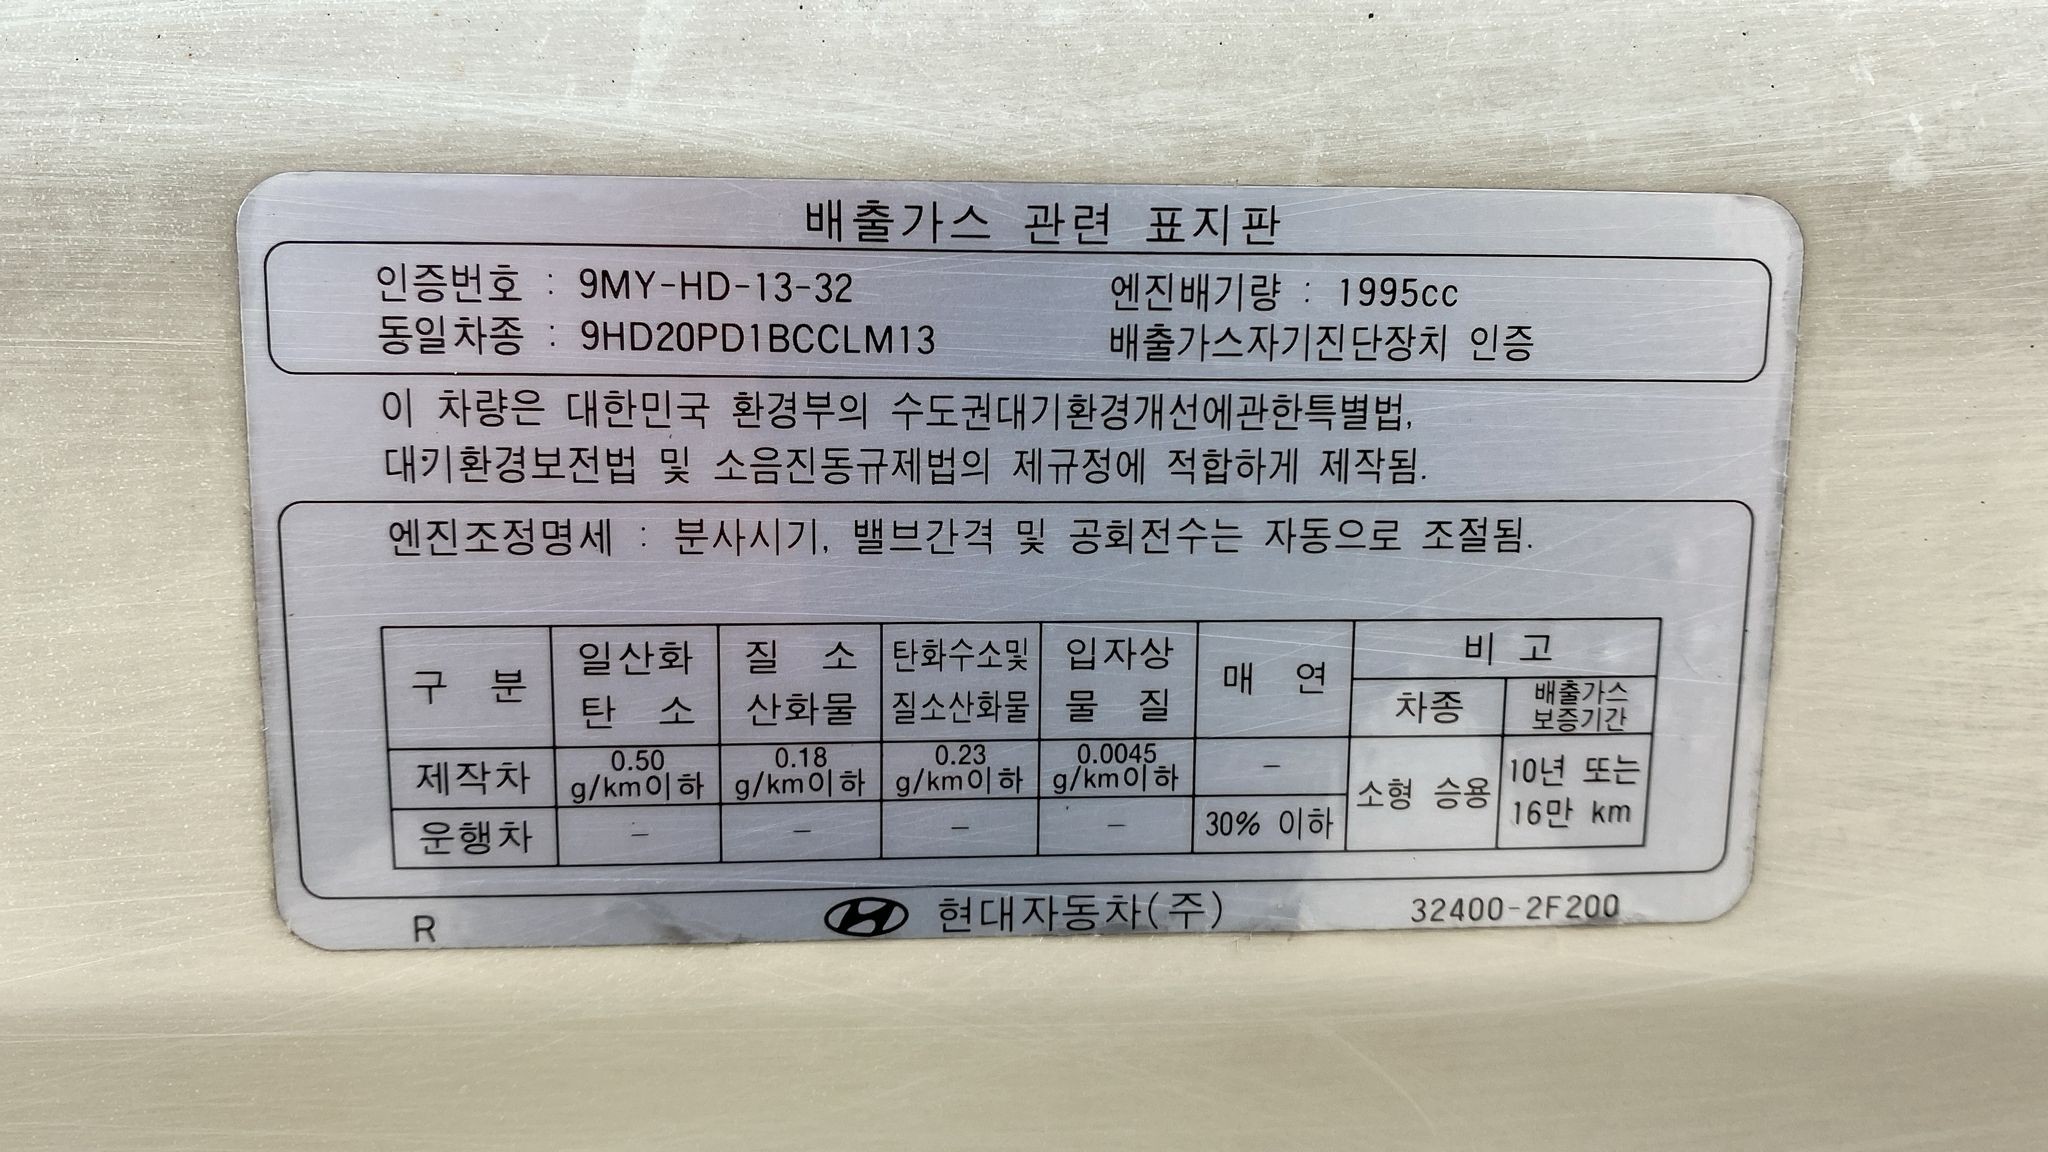 배출가스 관련 표지판
인증번호 : 9MY-HD-13-32 엔진배기량 : 1995cc
동일차종 : 9HD20PD1BCCLM13 배출가스자기진단장치 인증
이 차량은 대한민국 환경부의 수도권대기환경개선에관한특별법,
대기환경보전법 및 소음진동규제법의 제규정에 적합하게 제작됨.
엔진조정명세 : 분사시기, 밸브간격 및 공회전수는 자동으로 조절됨.
구 분 일산화 탄 소 질 소 산화물 탄화수소및 질소산화물 입자상 물 질 매 연 비 고
차종 배출가스 보증기간
제작차 0.50 g/km이하 0.18 g/km이하 0.23 g/km이하 0.0045 g/km이하 - 소형 승용 10년 또는 16만 km
운행차 - - - - 30% 이하
R 현대자동차(주) 32400-2F200